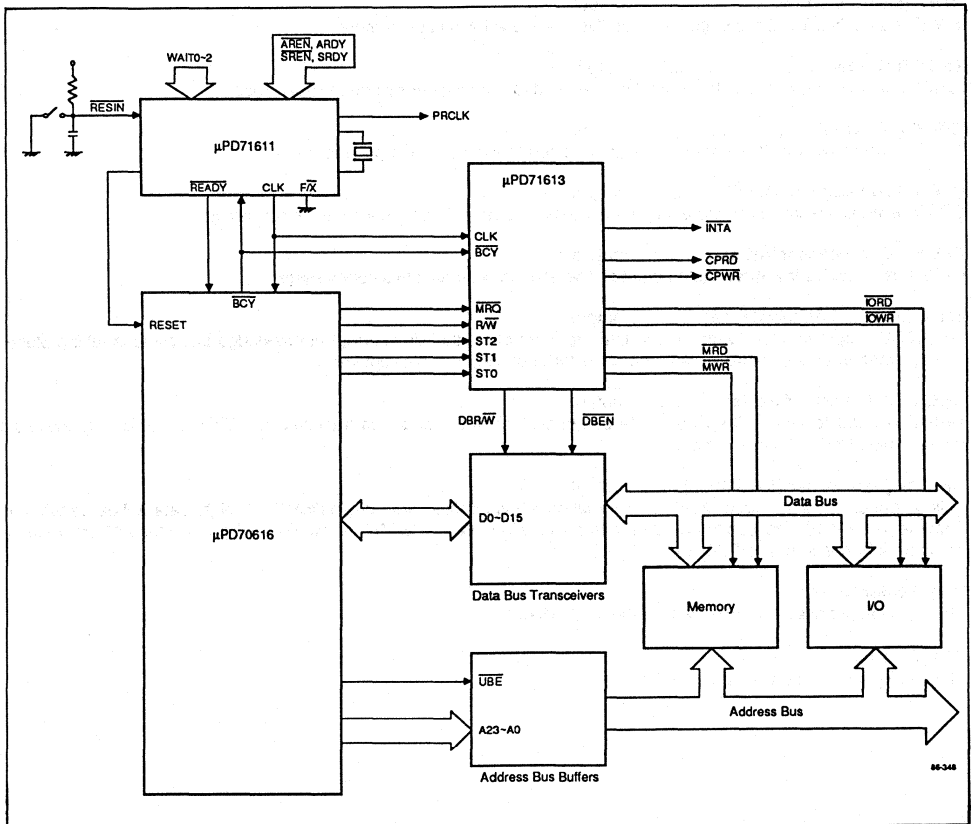 WAIT0~2
AREN, ARDY
SREN, SRDY
RESIN
PRCLK
μPD71611
READY CLK F/X
μPD71613
CLK
BCY
INTA
CPRD
CPWR
BCY
RESET
MRQ
R/W
ST2
ST1
ST0
IORD
IOWR
MRD
MWR
DBR/W
DBEN
μPD70616
D0~D15
Data Bus
Data Bus Transceivers
Memory
I/O
UBE
A23~A0
Address Bus
Address Bus Buffers
86-348